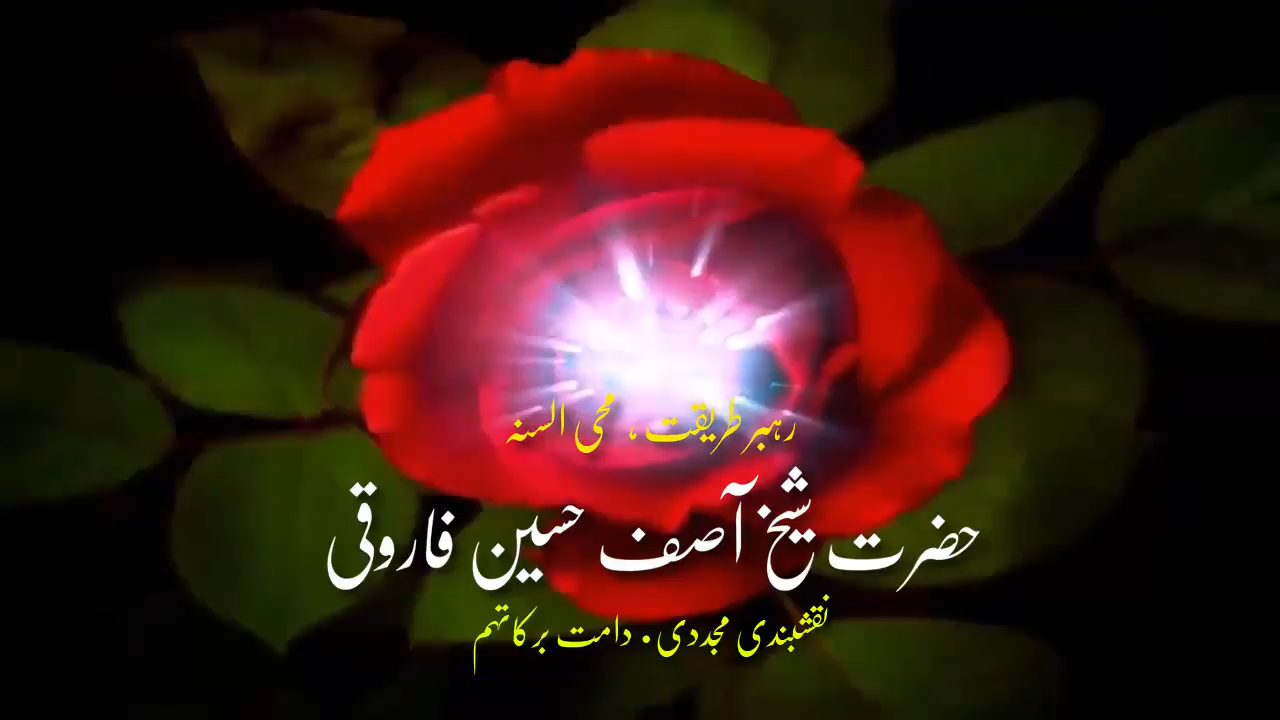 رہبر طریقت، محی السنہ
حضرت شیخ آصف حسین فاروقی
نقشبندی مجددی. دامت برکاتہم